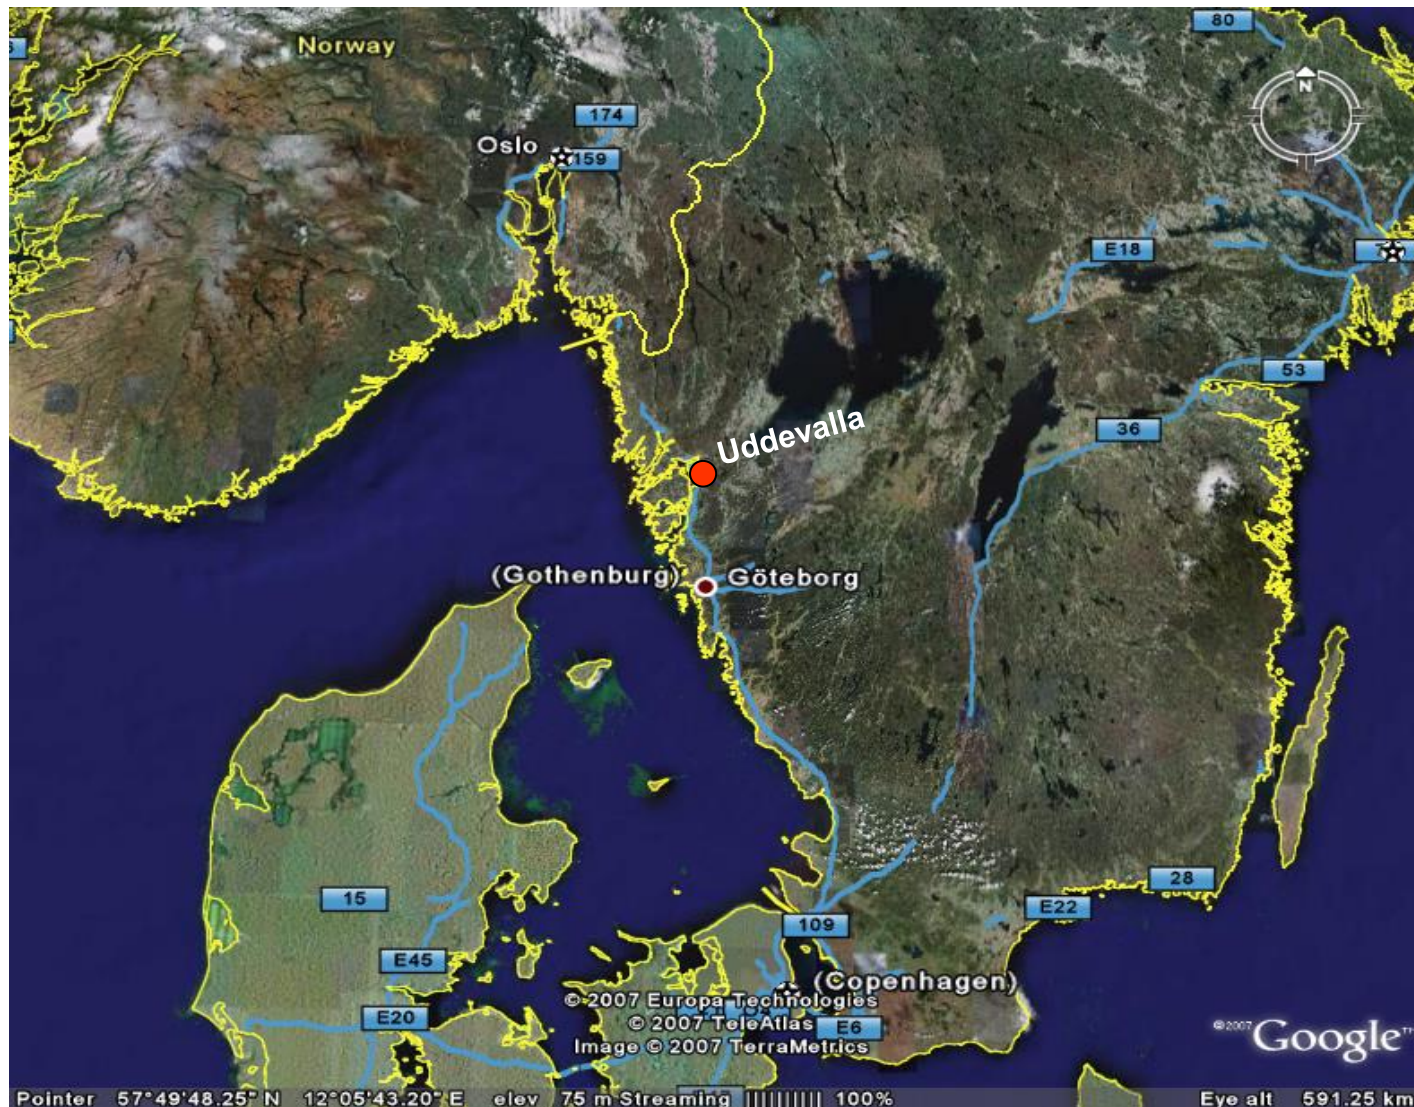 80
Norway
174
Oslo
159
N
E18
53
36
Uddevalla
(Gothenburg)
Göteborg
15
28
E22
109
E45
(Copenhagen)
© 2007 Europa Technologies
E20
© 2007 TeleAtlas
E6
Image © 2007 TerraMetrics
©2007 Google™
Pointer 57°49'48.25" N 12°05'43.20" E elev 75 m Streaming |||||||||| 100% Eye alt 591.25 km